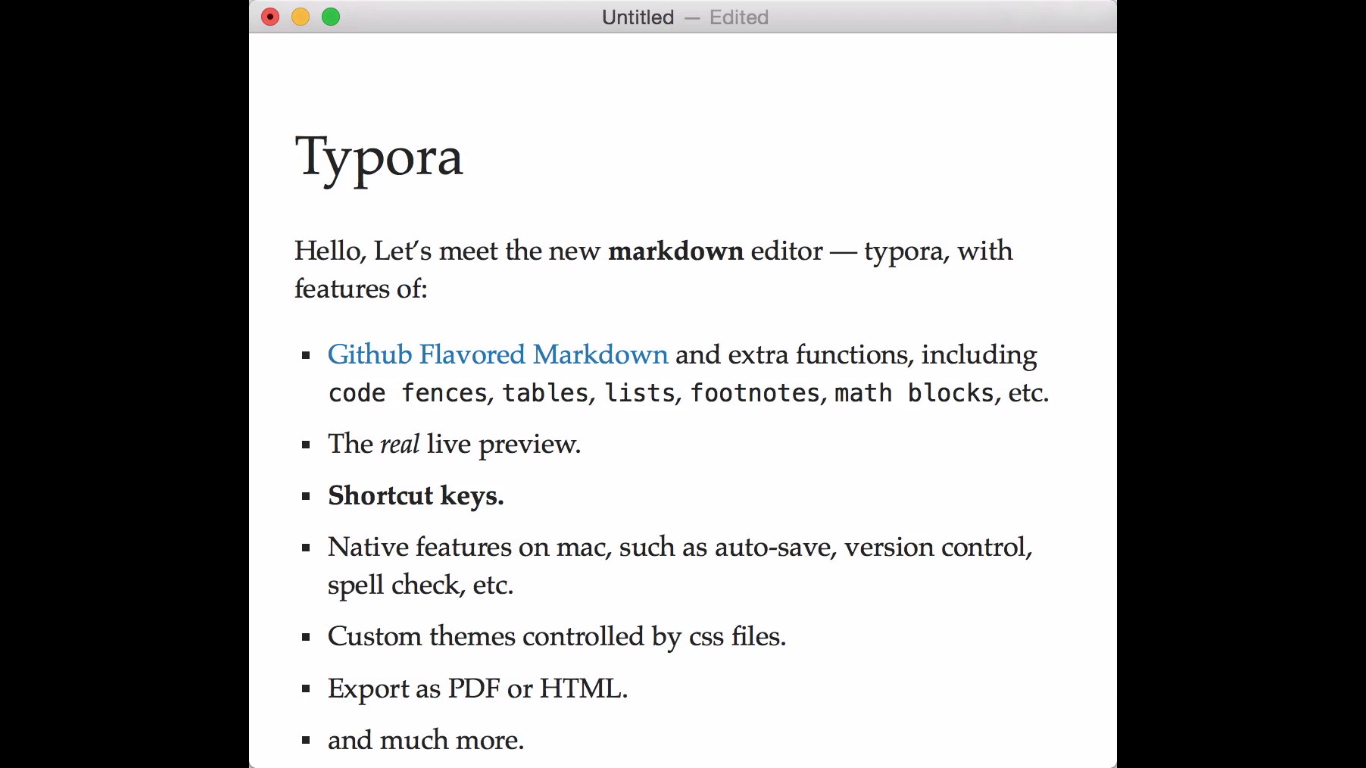 Untitled — Edited
Typora
Hello, Let’s meet the new markdown editor — typora, with
features of:
Github Flavored Markdown and extra functions, including
code fences, tables, lists, footnotes, math blocks, etc.
The real live preview.
Shortcut keys.
Native features on mac, such as auto-save, version control,
spell check, etc.
Custom themes controlled by css files.
Export as PDF or HTML.
and much more.